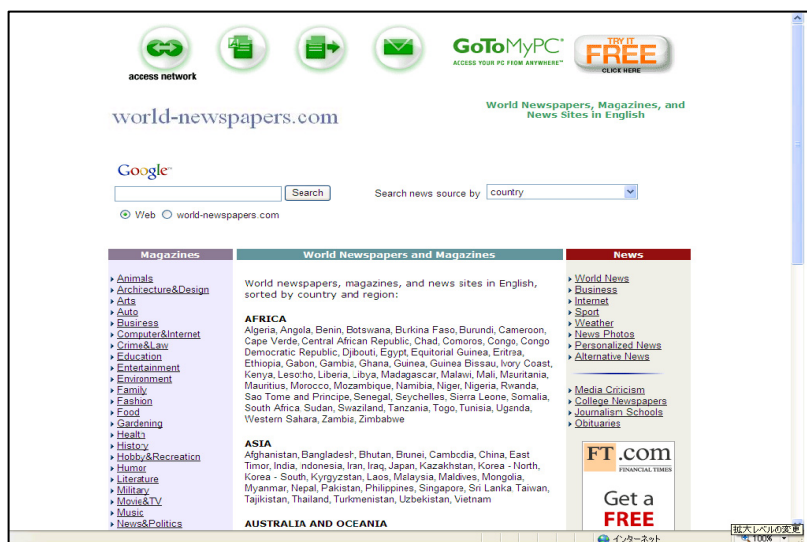 access network
GoToMyPC
ACCESS YOUR PC FROM ANYWHERE™
TRY IT
FREE
CLICK HERE
world-newspapers.com
World Newspapers, Magazines, and
News Sites in English
Google™
Search
Search news source by country
Web world-newspapers.com
Magazines
Animals
Architecture&Design
Arts
Auto
Business
Computer&Internet
Crime&Law
Education
Entertainment
Environment
Family
Fashion
Food
Gardening
Health
History
Hobby&Recreation
Humor
Literature
Military
Movie&TV
Music
News&Politics
World Newspapers and Magazines
World newspapers, magazines, and news sites in English,
sorted by country and region:
AFRICA
Algeria, Angola, Benin, Botswana, Burkina Faso, Burundi, Cameroon,
Cape Verde, Central African Republic, Chad, Comoros, Congo, Congo
Democratic Republic, Djibouti, Egypt, Equitorial Guinea, Eritrea,
Ethiopia, Gabon, Gambia, Ghana, Guinea, Guinea Bissau, Ivory Coast,
Kenya, Lesotho, Liberia, Libya, Madagascar, Malawi, Mali, Mauritania,
Mauritius, Morocco, Mozambique, Namibia, Niger, Nigeria, Rwanda,
Sao Tome and Principe, Senegal, Seychelles, Sierra Leone, Somalia,
South Africa. Sudan, Swaziland, Tanzania, Togo, Tunisia, Uganda,
Western Sahara, Zambia, Zimbabwe
ASIA
Afghanistan, Bangladesh, Bhutan, Brunei, Cambodia, China, East
Timor, India, Indonesia, Iran, Iraq, Japan, Kazakhstan, Korea - North,
Korea - South, Kyrgyzstan, Laos, Malaysia, Maldives, Mongolia,
Myanmar, Nepal, Pakistan, Philippines, Singapore, Sri Lanka. Taiwan,
Tajikistan, Thailand, Turkmenistan, Uzbekistan, Vietnam
AUSTRALIA AND OCEANIA
News
World News
Business
Internet
Sport
Weather
News Photos
Personalized News
Alternative News
Media Criticism
College Newspapers
Journalism Schools
Obituaries
FT.com
FINANCIAL TIMES
Get a
FREE
拡大レベルの変更
インターネット
100%